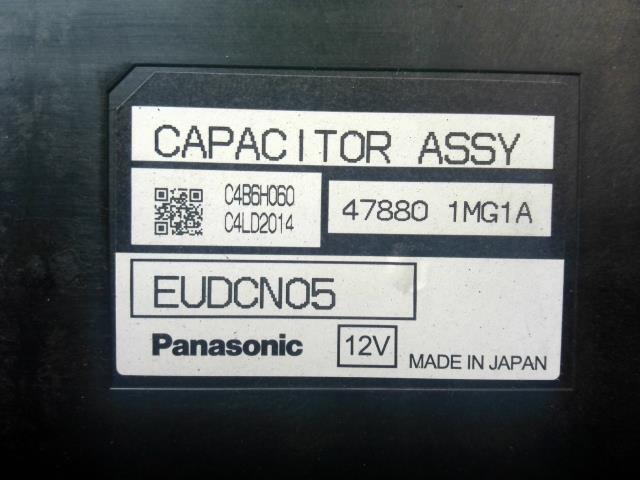 CAPACITOR ASSY
C4B6H060
C4LD2014
47880 1MG1A
EUDCN05
Panasonic
12V
MADE IN JAPAN